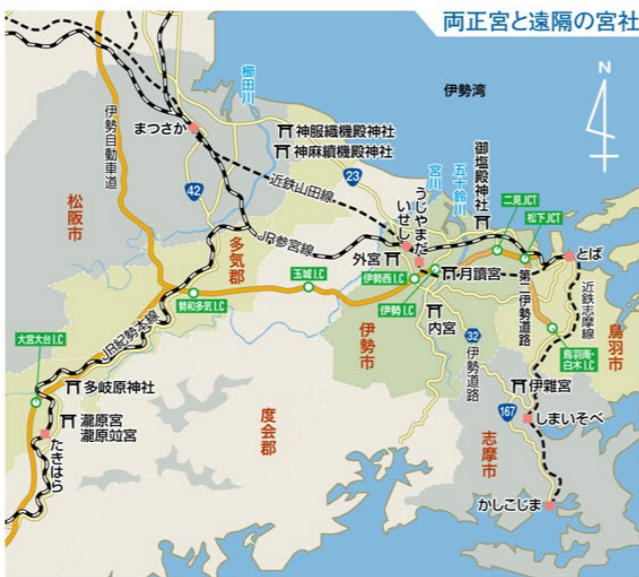 両正宮と遠隔の宮社
N
櫛田川
伊勢湾
まつさか
伊勢自動車道
神服織機殿神社
神麻績機殿神社
御塩殿神社
近鉄山田線
23
42
宮川
五十鈴川
二見JCT
松下JCT
松阪市
多気郡
JR参宮線
うじやまだ
いせし
外宮
とば
玉城I.C
伊勢西I.C
伊勢I.C
月讀宮
第二伊勢道路
近鉄志摩線
勢和多気I.C
JR紀勢本線
大宮大台I.C
伊勢市
内宮
32
伊勢道路
鳥羽南・
白木I.C
鳥羽市
多岐原神社
瀧原宮
瀧原竝宮
たきはら
度会郡
伊雜宮
167
しまいそべ
志摩市
かしこじま